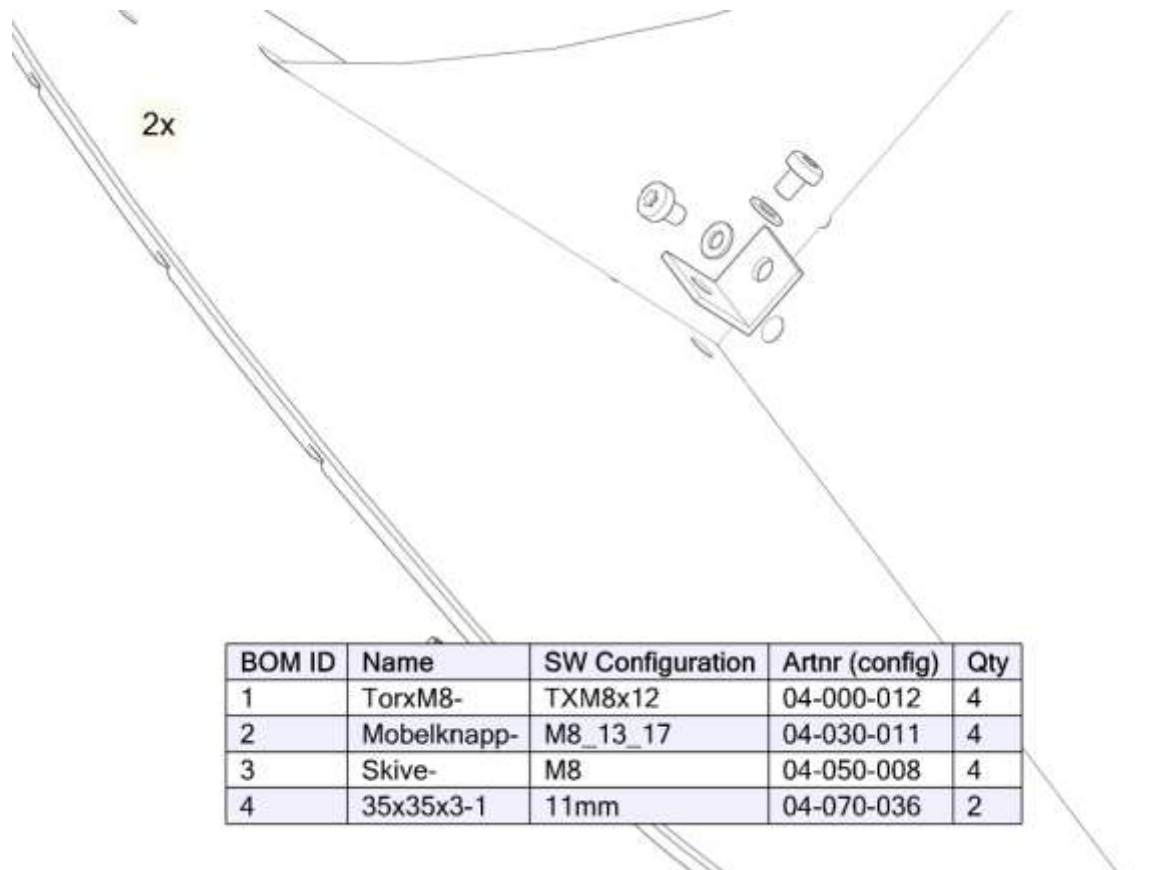 2x
BOM ID Name SW Configuration Artnr (config) Qty
1 TorxM8- TXM8x12 04-000-012 4
2 Mobelknapp- M8_13_17 04-030-011 4
3 Skive- M8 04-050-008 4
4 35x35x3-1 11mm 04-070-036 2